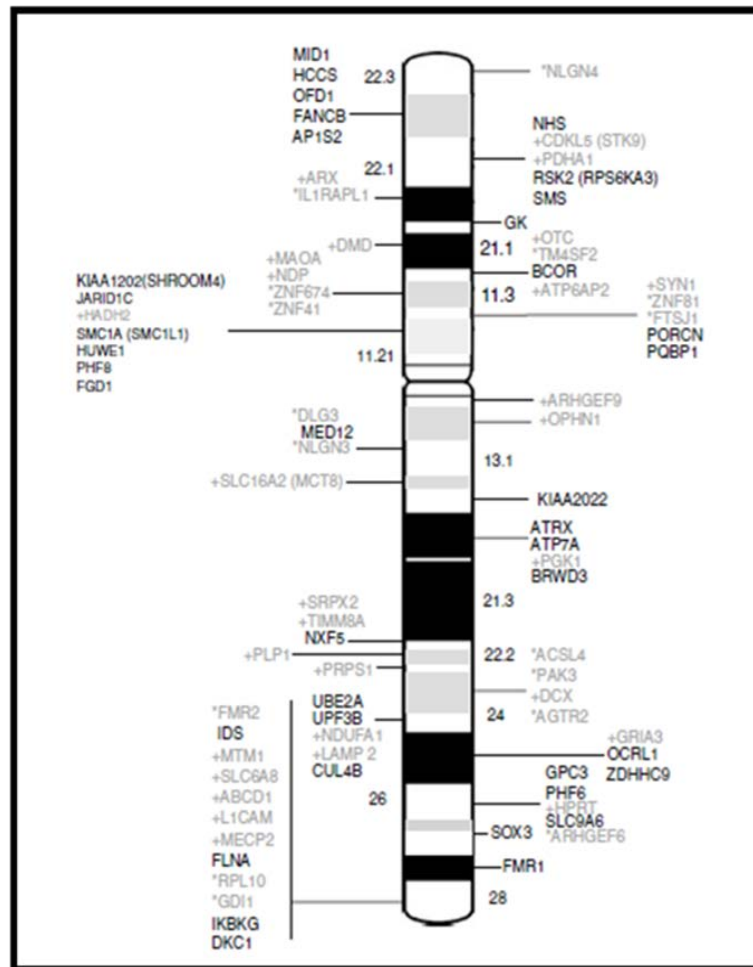 MID1
HCCS
OFD1
FANCB
AP1S2
22.3
*NLGN4
NHS
+CDKL5 (STK9)
+PDHA1
RSK2 (RPS6KA3)
SMS
22.1
+ARX
*IL1RAPL1
GK
+DMD
21.1
+OTC
*TM4SF2
BCOR
+ATP6AP2
+MAOA
+NDP
*ZNF674
*ZNF41
11.3
+SYN1
*ZNF81
*FTSJ1
PORCN
PQBP1
KIAA1202(SHROOM4)
JARID1C
+HADH2
SMC1A (SMC1L1)
HUWE1
PHF8
FGD1
11.21
+ARHGEF9
+OPHN1
*DLG3
MED12
*NLGN3
13.1
+SLC16A2 (MCT8)
KIAA2022
ATRX
ATP7A
+PGK1
BRWD3
21.3
+SRPX2
+TIMM8A
NXF5
+PLP1
+PRPS1
22.2
*ACSL4
*PAK3
+DCX
*AGTR2
24
UBE2A
UPF3B
+NDUFA1
+LAMP 2
CUL4B
+GRIA3
OCRL1
ZDHHC9
26
GPC3
PHF6
+HPRT
SLC9A6
*ARHGEF6
SOX3
FMR1
28
*FMR2
IDS
+MTM1
+SLC6A8
+ABCD1
+L1CAM
+MECP2
FLNA
*RPL10
*GDI1
IKBKG
DKC1